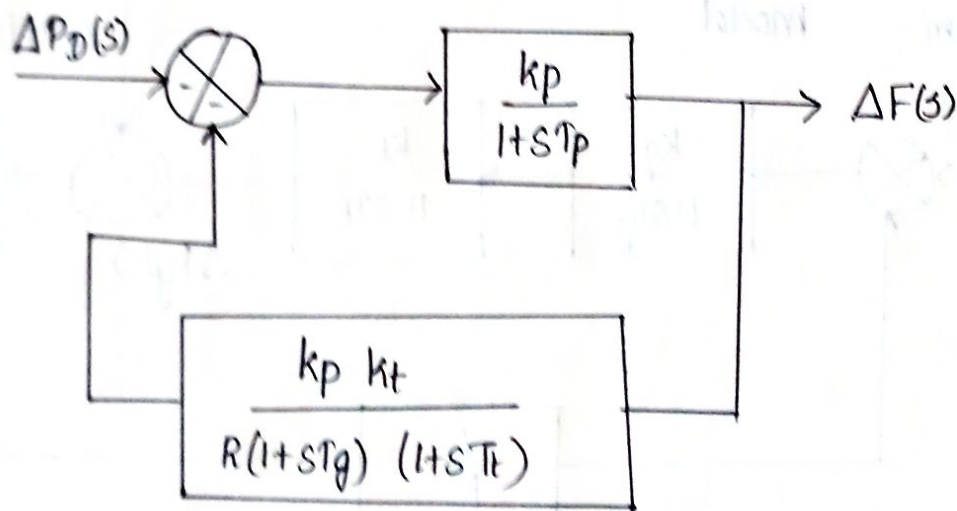 ΔPD(s)
kp
1+sTp
ΔF(s)
kp kt
R(1+sTg) (1+sTt)